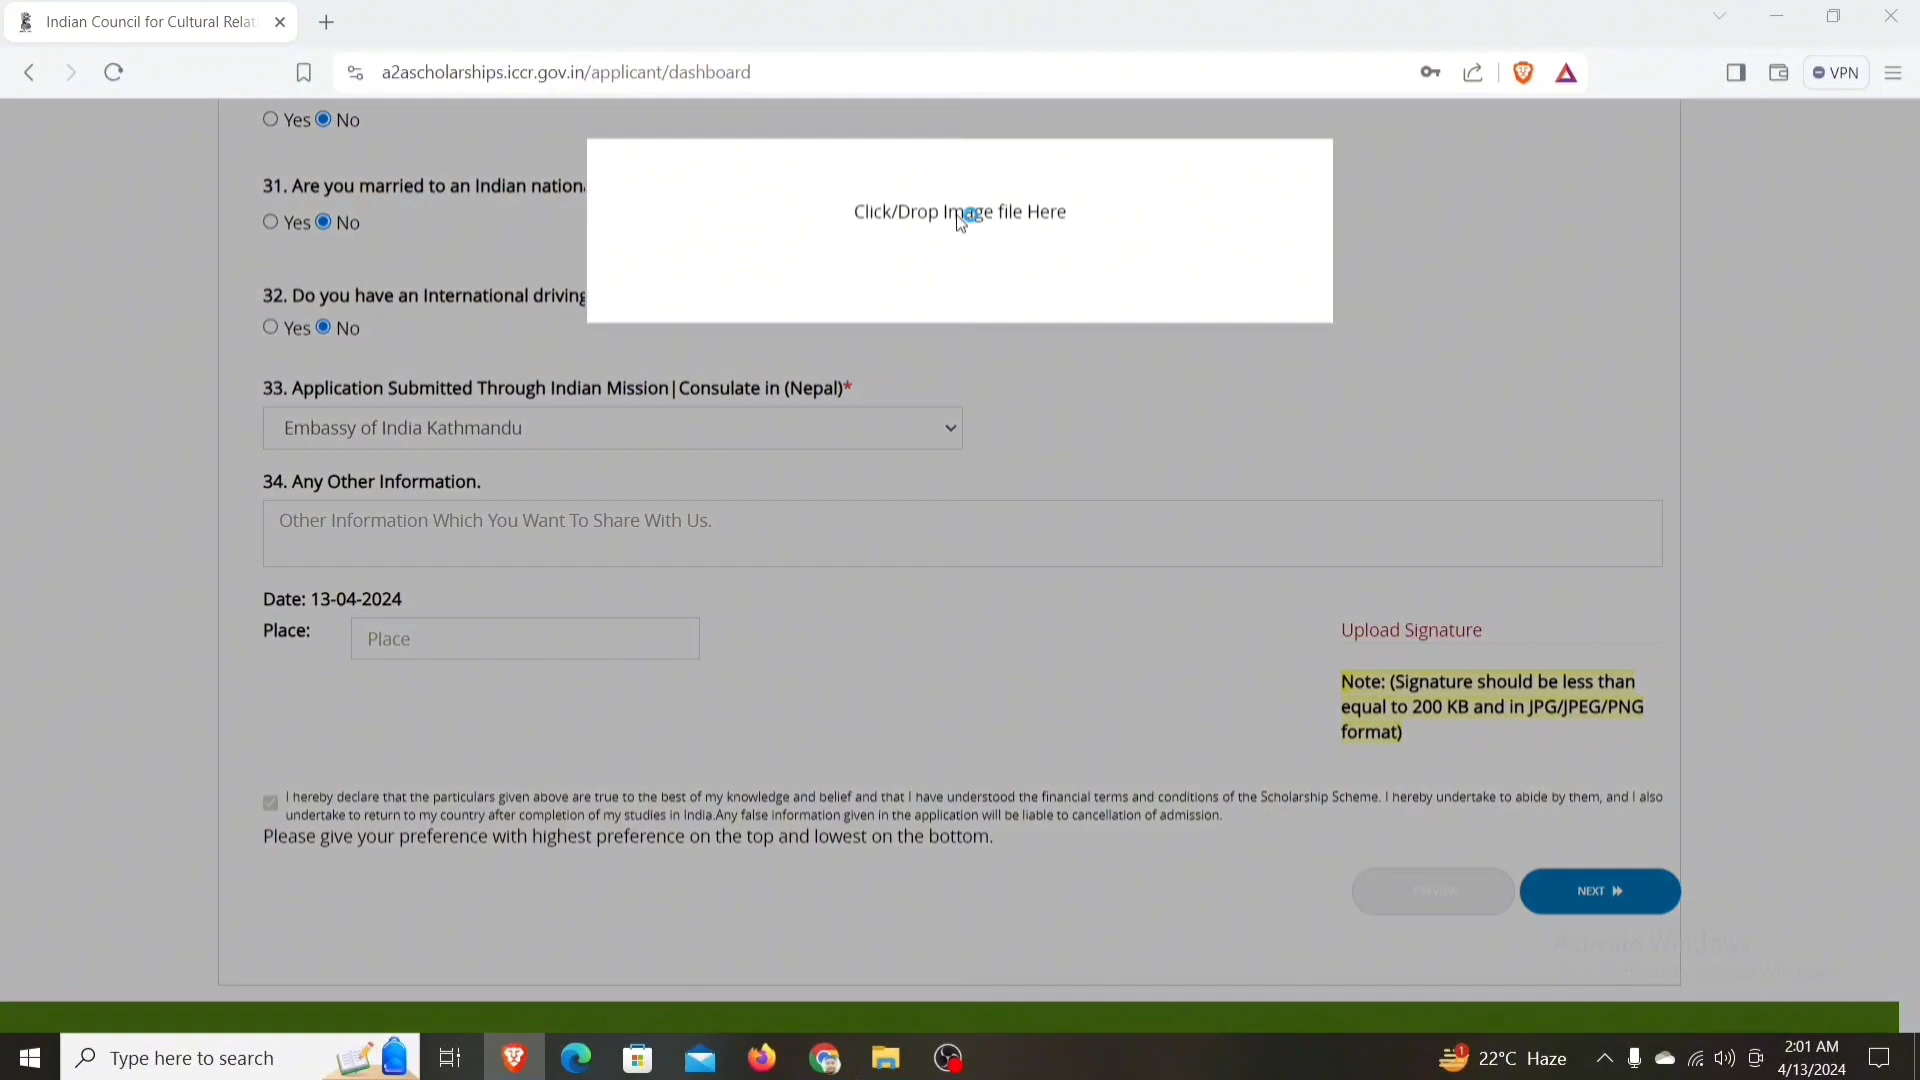 Indian Council for Cultural Relat
a2ascholarships.iccr.gov.in/applicant/dashboard
VPN
Yes No
31. Are you married to an Indian nation
Yes No
Click/Drop Image file Here
32. Do you have an International driving
Yes No
33. Application Submitted Through Indian Mission|Consulate in (Nepal)*
Embassy of India Kathmandu
34. Any Other Information.
Other Information Which You Want To Share With Us.
Date: 13-04-2024
Place:
Place
Upload Signature
Note: (Signature should be less than
equal to 200 KB and in JPG/JPEG/PNG
format)
I hereby declare that the particulars given above are true to the best of my knowledge and belief and that I have understood the financial terms and conditions of the Scholarship Scheme. I hereby undertake to abide by them, and I also
undertake to return to my country after completion of my studies in India.Any false information given in the application will be liable to cancellation of admission.
Please give your preference with highest preference on the top and lowest on the bottom.
PREVIEW
NEXT
Activate Windows
Type here to search
1
22°C Haze
2:01 AM
4/13/2024